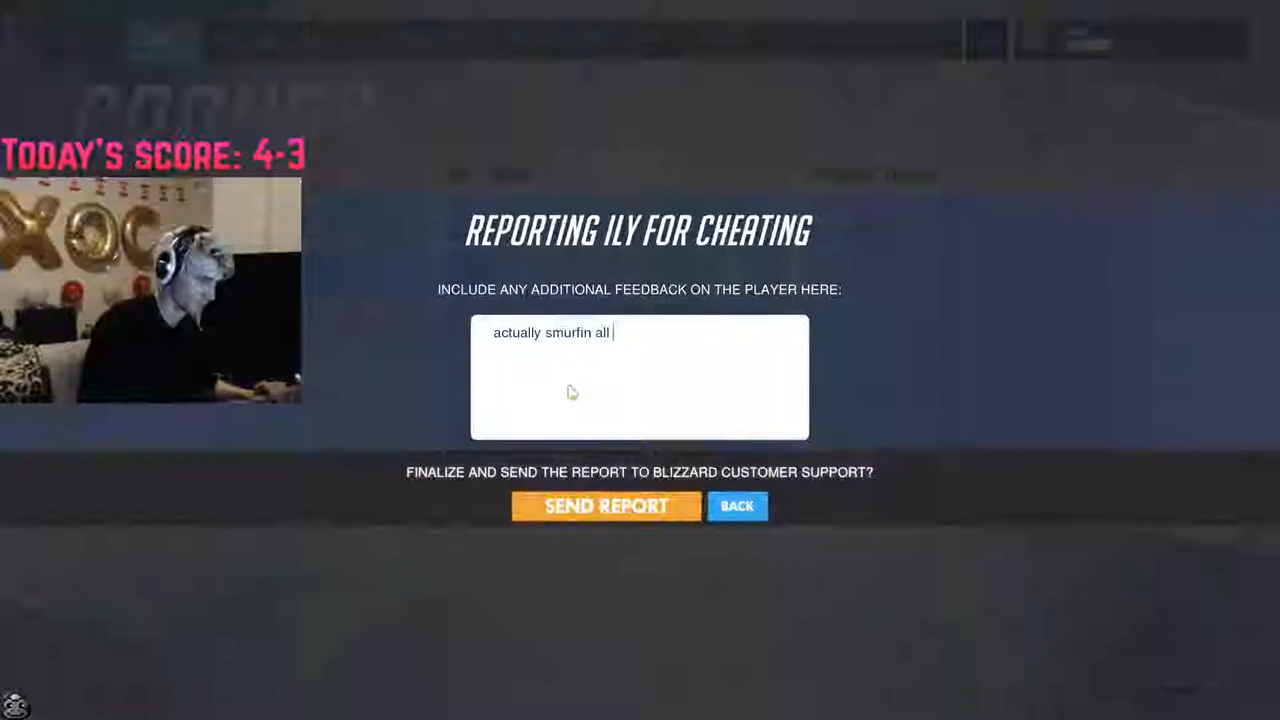 TODAY'S SCORE: 4-3
XQC
REPORTING ILY FOR CHEATING
INCLUDE ANY ADDITIONAL FEEDBACK ON THE PLAYER HERE:
actually smurfin all
FINALIZE AND SEND THE REPORT TO BLIZZARD CUSTOMER SUPPORT?
SEND REPORT
BACK